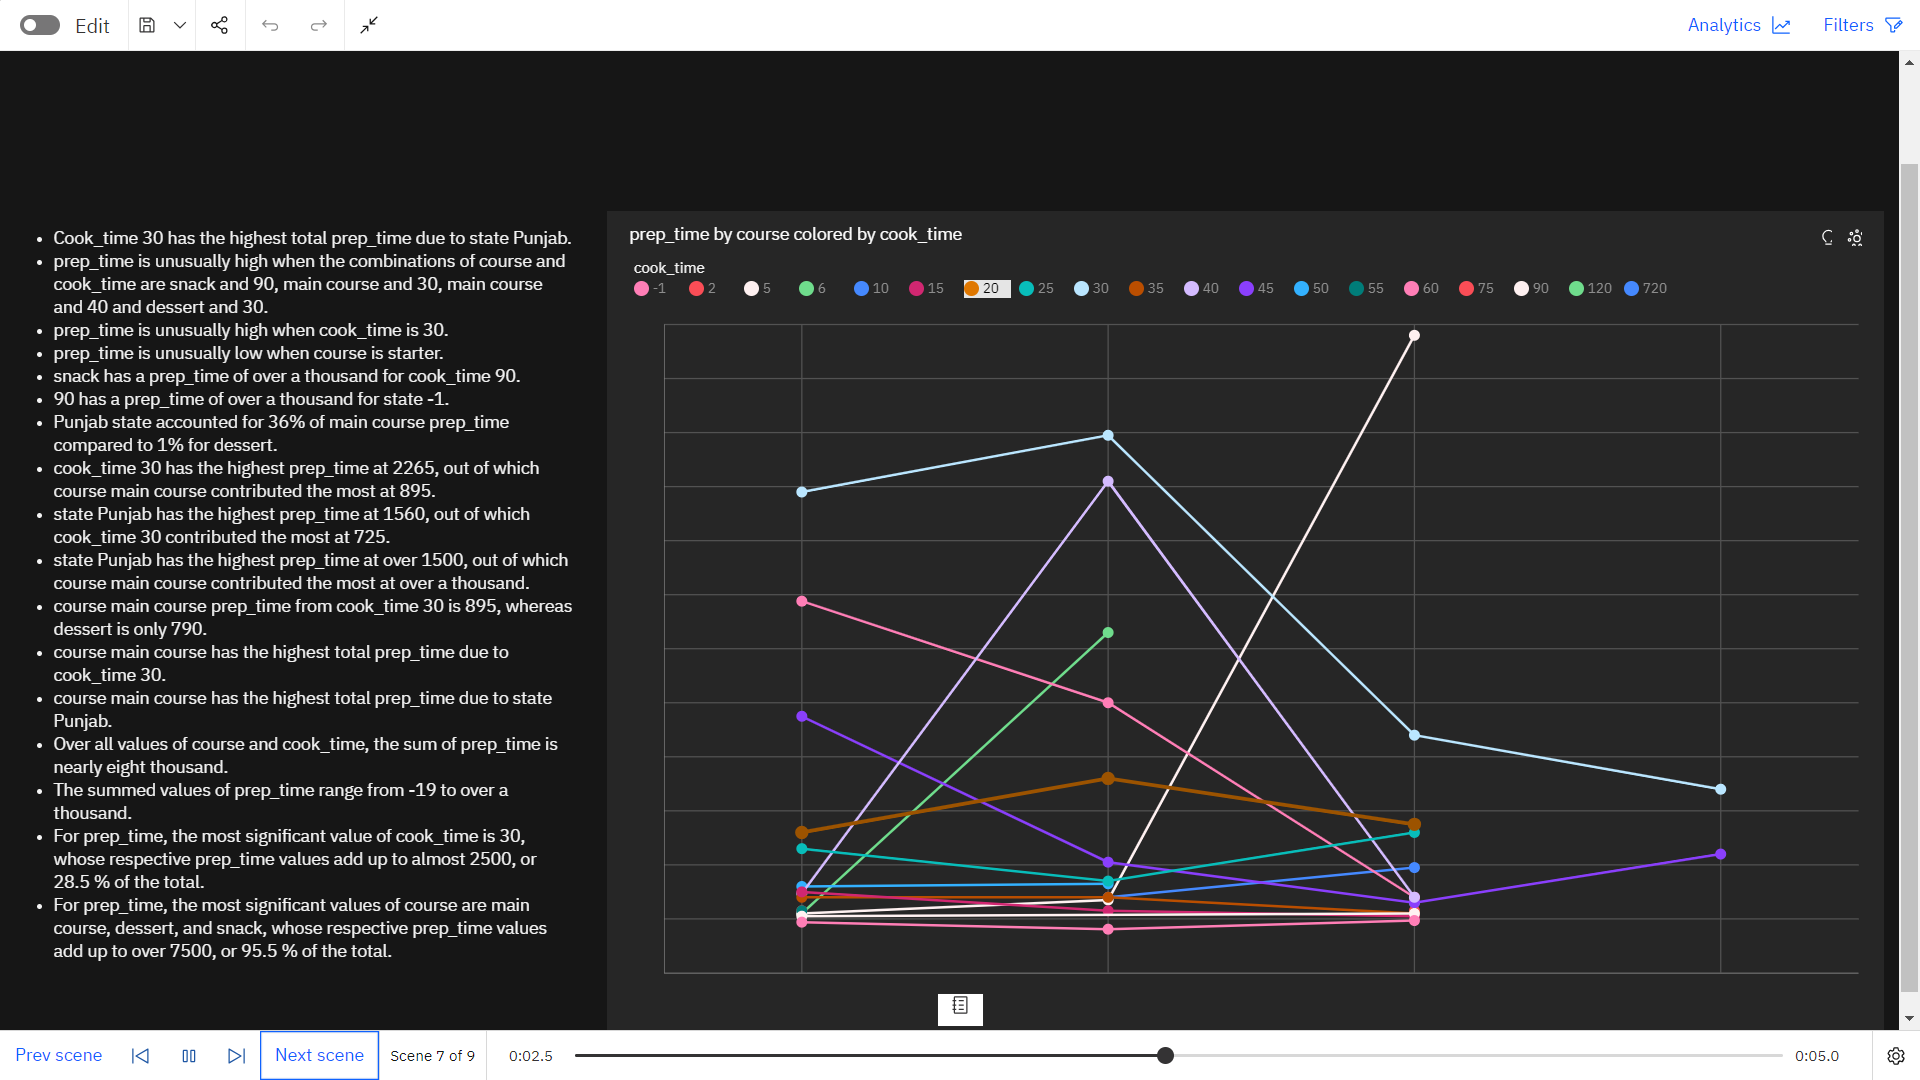 Edit
Analytics
Filters
• Cook_time 30 has the highest total prep_time due to state Punjab.
• prep_time is unusually high when the combinations of course and
cook_time are snack and 90, main course and 30, main course
and 40 and dessert and 30.
• prep_time is unusually high when cook_time is 30.
• prep_time is unusually low when course is starter.
• snack has a prep_time of over a thousand for cook_time 90.
• 90 has a prep_time of over a thousand for state -1.
• Punjab state accounted for 36% of main course prep_time
compared to 1% for dessert.
• cook_time 30 has the highest prep_time at 2265, out of which
course main course contributed the most at 895.
• state Punjab has the highest prep_time at 1560, out of which
cook_time 30 contributed the most at 725.
• state Punjab has the highest prep_time at over 1500, out of which
course main course contributed the most at over a thousand.
• course main course prep_time from cook_time 30 is 895, whereas
dessert is only 790.
• course main course has the highest total prep_time due to
cook_time 30.
• course main course has the highest total prep_time due to state
Punjab.
• Over all values of course and cook_time, the sum of prep_time is
nearly eight thousand.
• The summed values of prep_time range from -19 to over a
thousand.
• For prep_time, the most significant value of cook_time is 30,
whose respective prep_time values add up to almost 2500, or
28.5 % of the total.
• For prep_time, the most significant values of course are main
course, dessert, and snack, whose respective prep_time values
add up to over 7500, or 95.5 % of the total.
prep_time by course colored by cook_time
cook_time
-1 2 5 6 10 15 20 25 30 35 40 45 50 55 60 75 90 120 720
Prev scene
Next scene
Scene 7 of 9
0:02.5
0:05.0